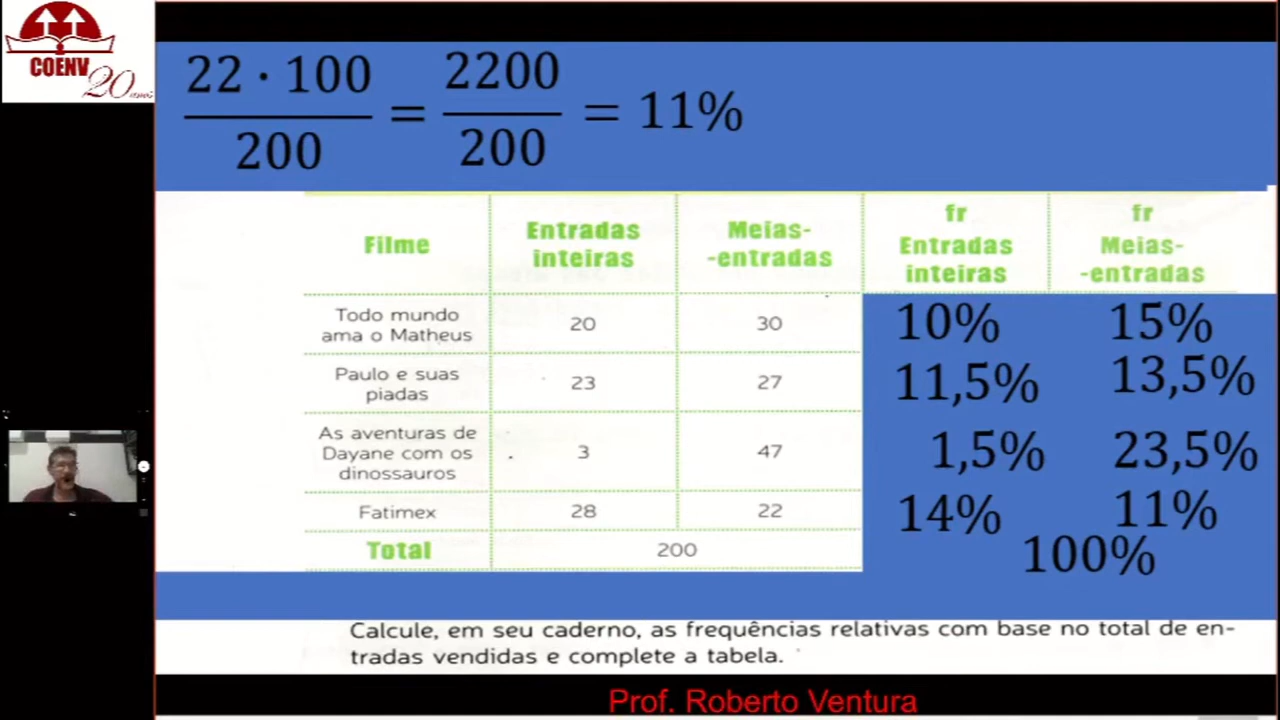 COENV
20 anos
22 · 100 / 200 = 2200 / 200 = 11%
Filme
Entradas inteiras
Meias-
-entradas
fr
Entradas
inteiras
fr
Meias-
-entradas
Todo mundo
ama o Matheus
20
30
10%
15%
Paulo e suas
piadas
23
27
11,5%
13,5%
As aventuras de
Dayane com os
dinossauros
3
47
1,5%
23,5%
Fatimex
28
22
14%
11%
Total
200
100%
Calcule, em seu caderno, as frequências relativas com base no total de en-
tradas vendidas e complete a tabela.
Prof. Roberto Ventura